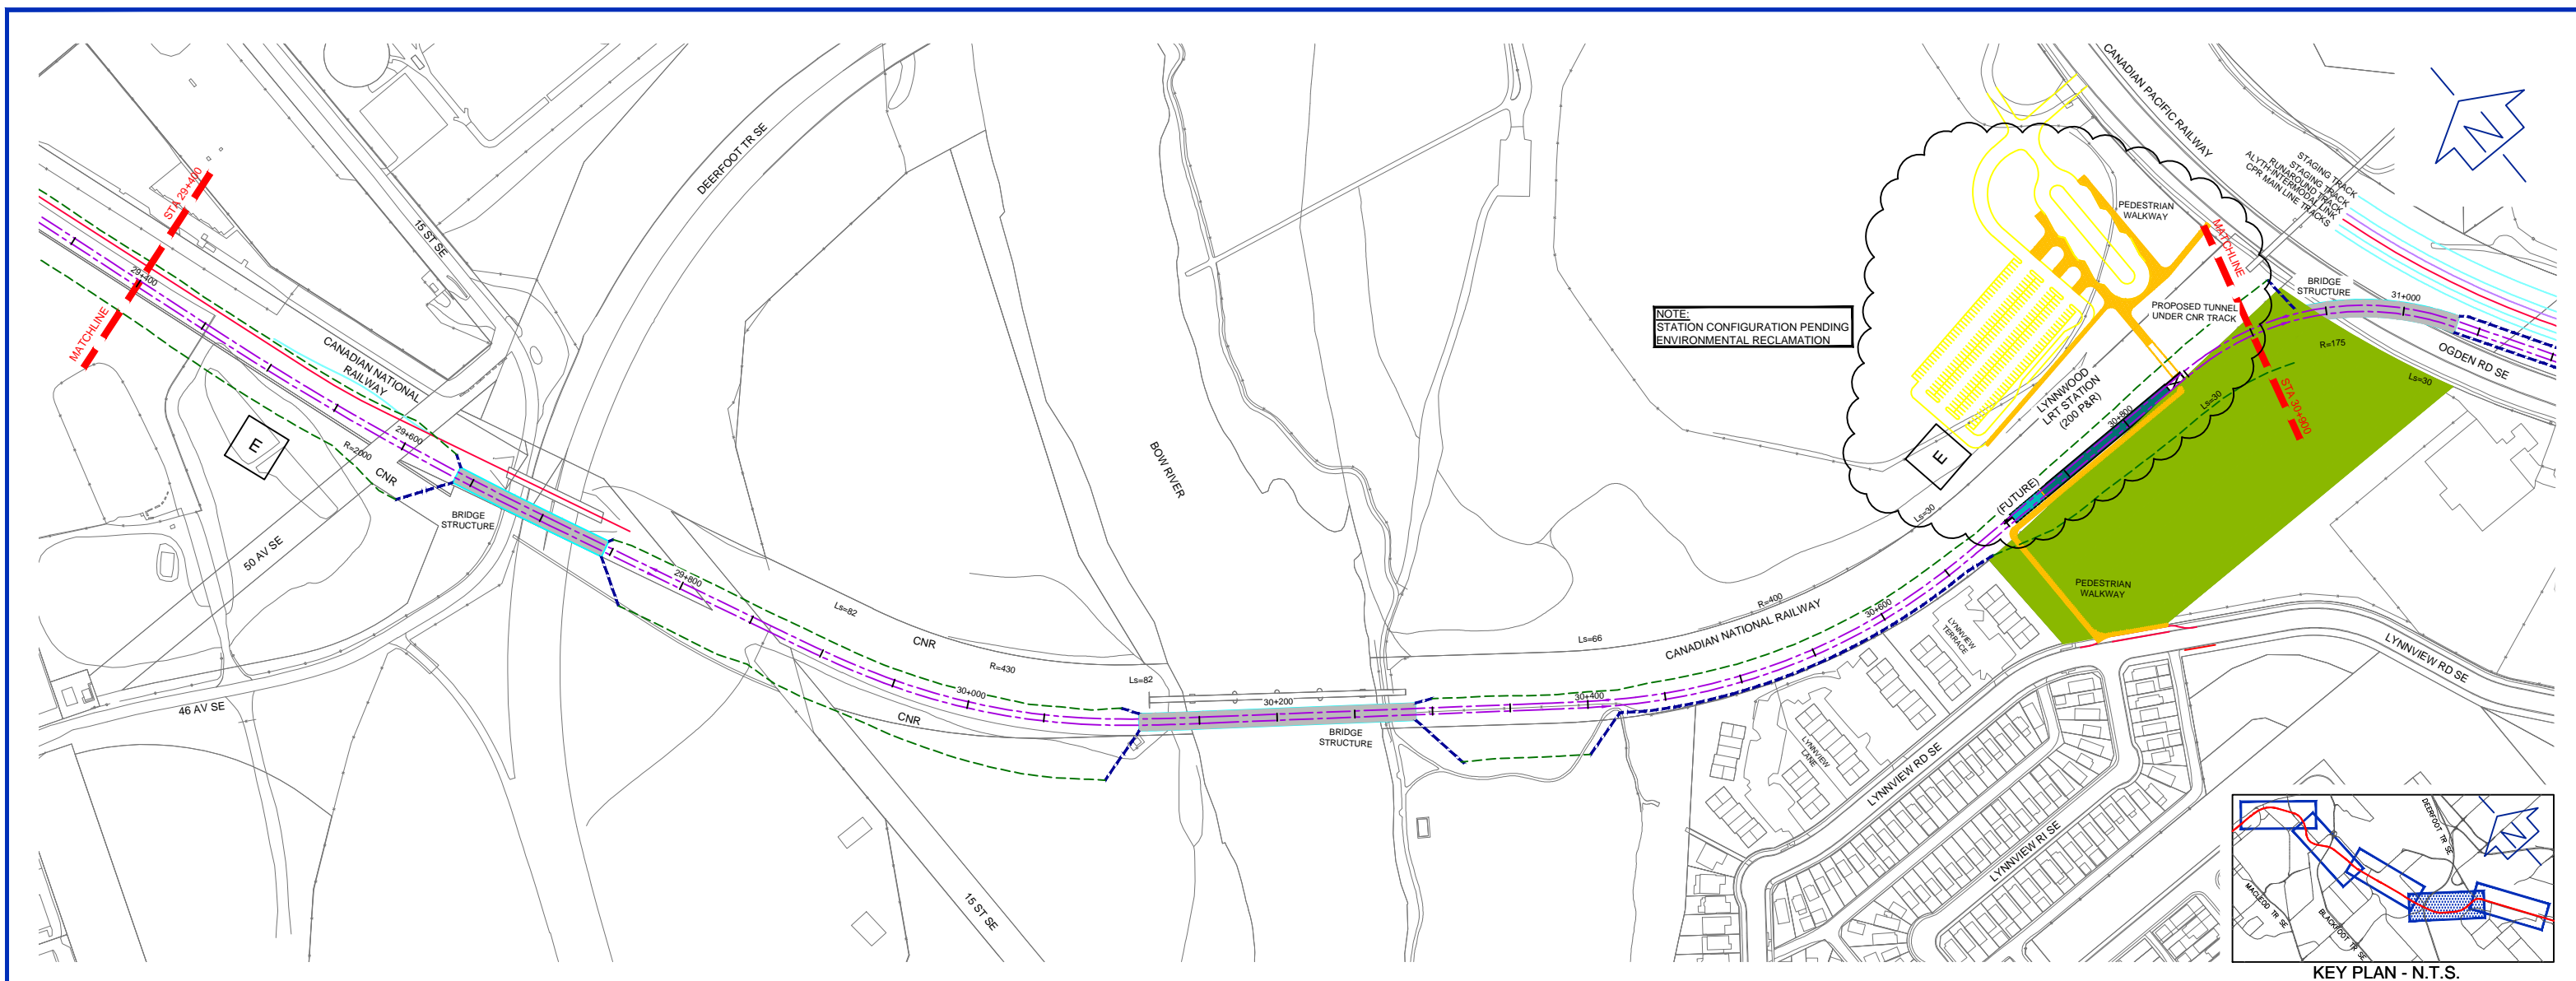 STA 29+400
MATCHLINE
29+400
15 ST SE
DEERFOOT TR SE
CANADIAN NATIONAL
RAILWAY
E
R=2000
CNR
29+600
BRIDGE
STRUCTURE
50 AV SE
46 AV SE
29+800
Ls=82
CNR
R=430
30+000
CNR
Ls=82
15 ST SE
BOW RIVER
30+200
BRIDGE
STRUCTURE
30+400
Ls=66
R=400
CANADIAN NATIONAL RAILWAY
30+600
Ls=30
NOTE:
STATION CONFIGURATION PENDING
ENVIRONMENTAL RECLAMATION
E
(FUTURE)
LYNNWOOD
LRT STATION
(200 P&R)
30+800
Ls=30
PEDESTRIAN
WALKWAY
PROPOSED TUNNEL
UNDER CNR TRACK
MATCHLINE
STA 30+900
CANADIAN PACIFIC RAILWAY
STAGING TRACK
STAGING TRACK
RUNAROUND TRACK
ALYTH-INTERMODAL LINK
CPR MAIN LINE TRACKS
N
BRIDGE
STRUCTURE
31+000
R=175
OGDEN RD SE
Ls=30
PEDESTRIAN
WALKWAY
LYNNVIEW
TERRACE
LYNNVIEW
LANE
LYNNVIEW RD SE
LYNNVIEW RI SE
LYNNVIEW RD SE
DEERFOOT TR SE
N
MACLEOD TR SE
BLACKFOOT TR SE
KEY PLAN - N.T.S.